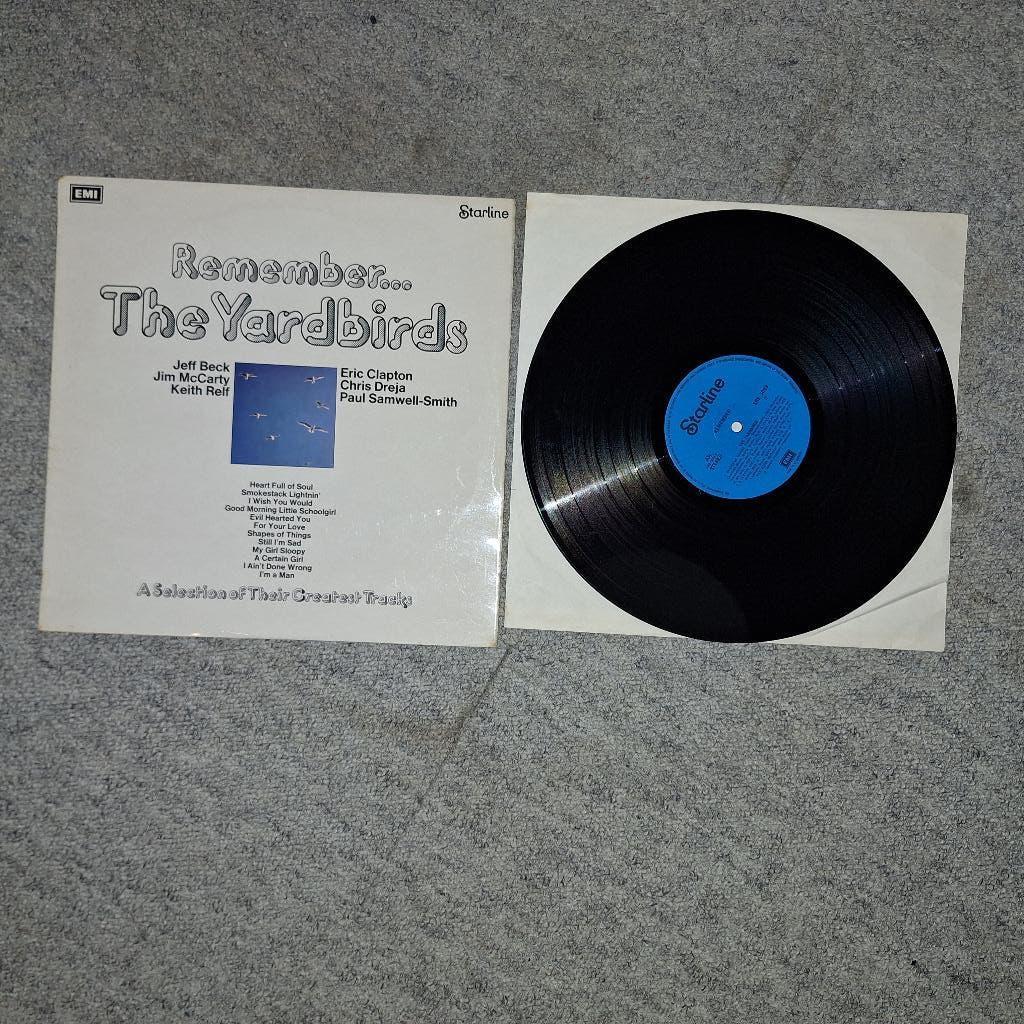 EMI
Starline
Remember...
The Yardbirds
Jeff Beck
Jim McCarty
Keith Relf
Eric Clapton
Chris Dreja
Paul Samwell-Smith
Heart Full of Soul
Smokestack Lightnin'
I Wish You Would
Good Morning Little Schoolgirl
Evil Hearted You
For Your Love
Shapes of Things
Still I'm Sad
My Girl Sloopy
A Certain Girl
I Ain't Done Wrong
I'm a Man
A Selection of Their Greatest Tracks
Starline
EMI